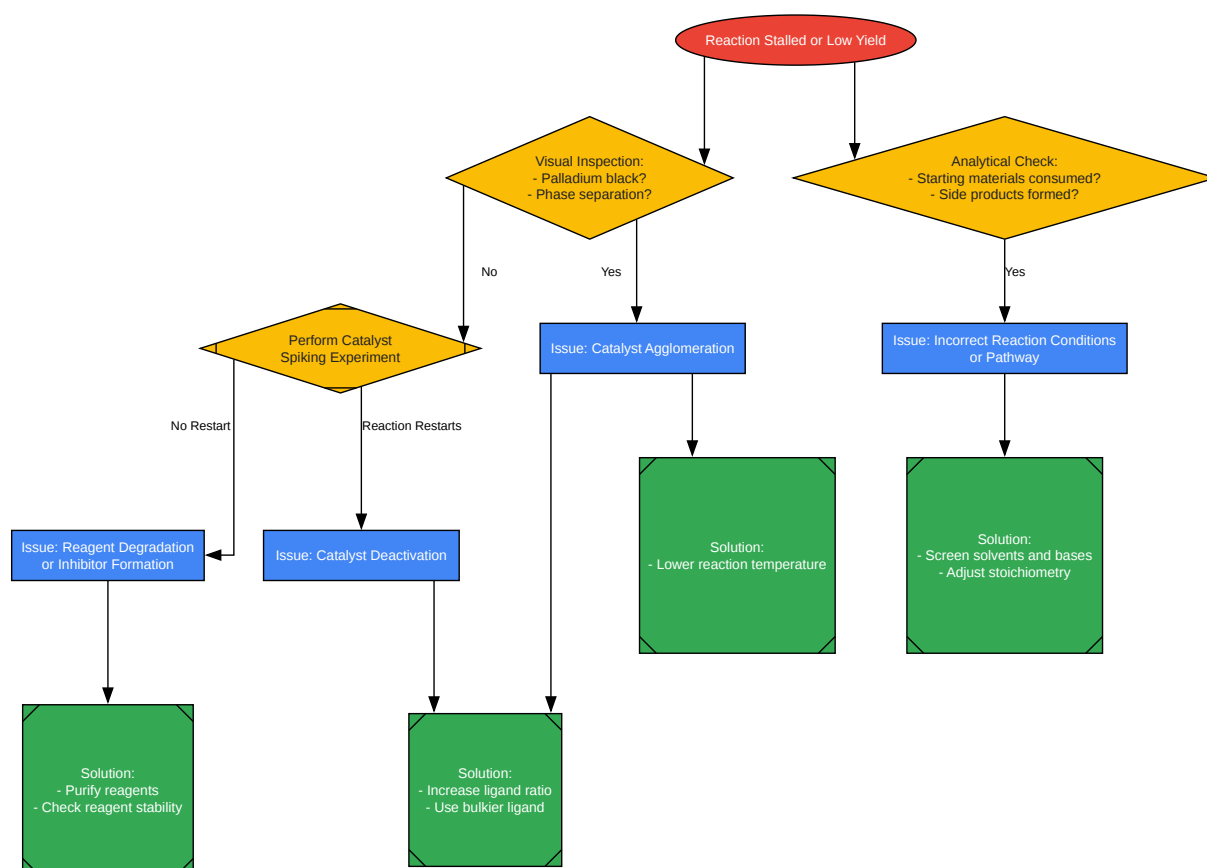 Reaction Stalled or Low Yield
Visual Inspection:
- Palladium black?
- Phase separation?
Analytical Check:
- Starting materials consumed?
- Side products formed?
No
Yes
Yes
Perform Catalyst
Spiking Experiment
Issue: Catalyst Agglomeration
Issue: Incorrect Reaction Conditions
or Pathway
No Restart
Reaction Restarts
Issue: Reagent Degradation
or Inhibitor Formation
Issue: Catalyst Deactivation
Solution:
- Lower reaction temperature
Solution:
- Screen solvents and bases
- Adjust stoichiometry
Solution:
- Purify reagents
- Check reagent stability
Solution:
- Increase ligand ratio
- Use bulkier ligand